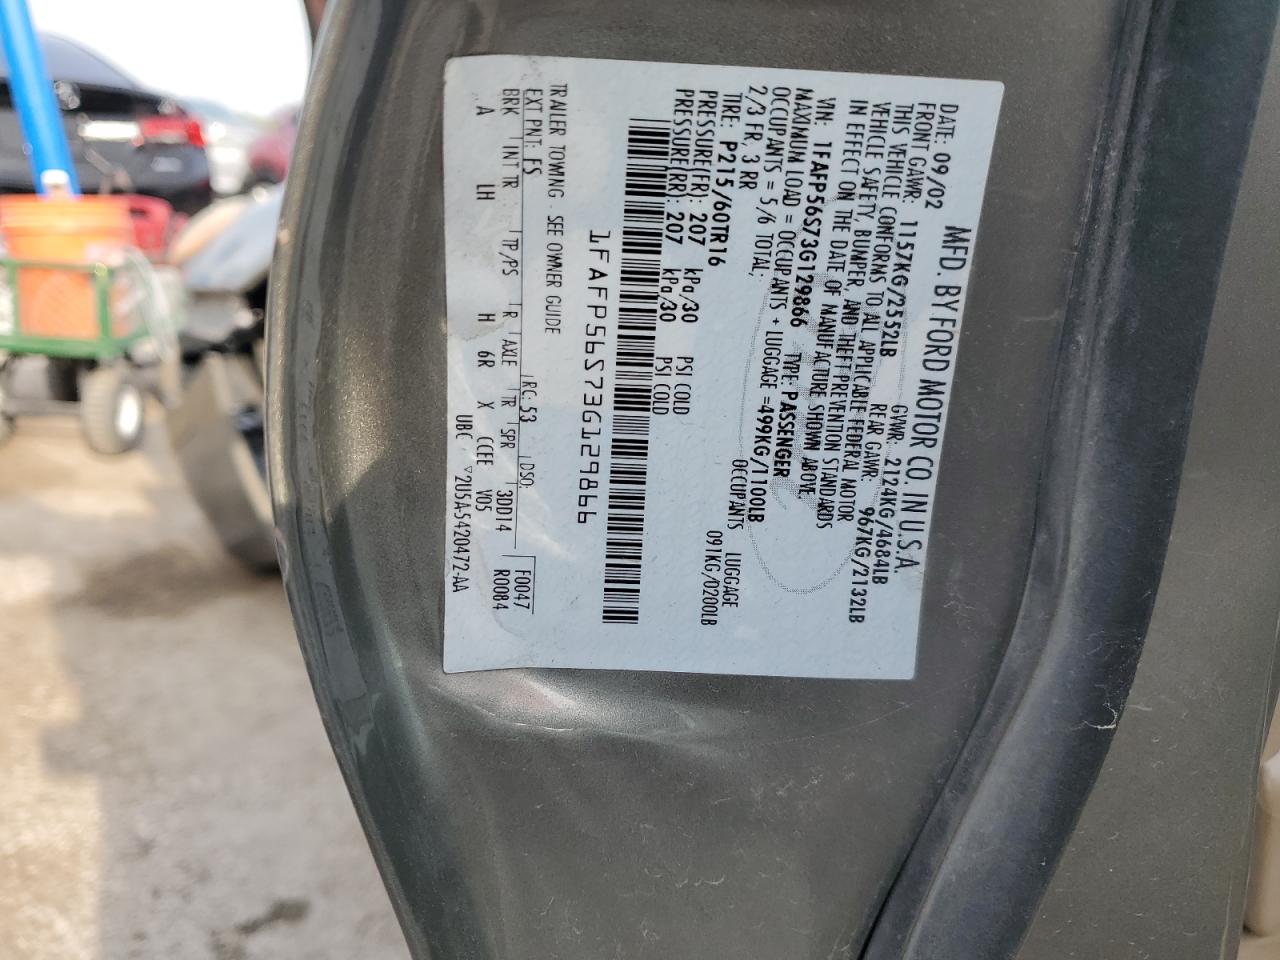 MFD. BY FORD MOTOR CO. IN U.S.A.
DATE: 09/02 GVWR: 2124KG/4684LB
FRONT GAWR: 1157KG/2552LB REAR GAWR: 967KG/2132LB
THIS VEHICLE CONFORMS TO ALL APPLICABLE FEDERAL MOTOR
VEHICLE SAFETY, BUMPER, AND THEFT PREVENTION STANDARDS
IN EFFECT ON THE DATE OF MANUFACTURE SHOWN ABOVE.
VIN: 1FAFP56S73G129866 TYPE: PASSENGER
MAXIMUM LOAD = OCCUPANTS + LUGGAGE = 499KG/1100LB
OCCUPANTS = 5/6 TOTAL; OCCUPANTS LUGGAGE
2/3 FR, 3 RR 091KG/0200LB
TIRE: P215/60TR16
PRESSURE(FR): 207 kPa/30 PSI COLD
PRESSURE(RR): 207 kPa/30 PSI COLD
1FAFP56S73G129866
TRAILER TOWING SEE OWNER GUIDE
EXT PNT: FS RC: 53 DSO: F0047
BRK INT TR TP/PS R AXLE TR SPR 3DD14 R0084
A LH H 6R X CCEE VDS
UBC ▽2U5A-5420472-AA